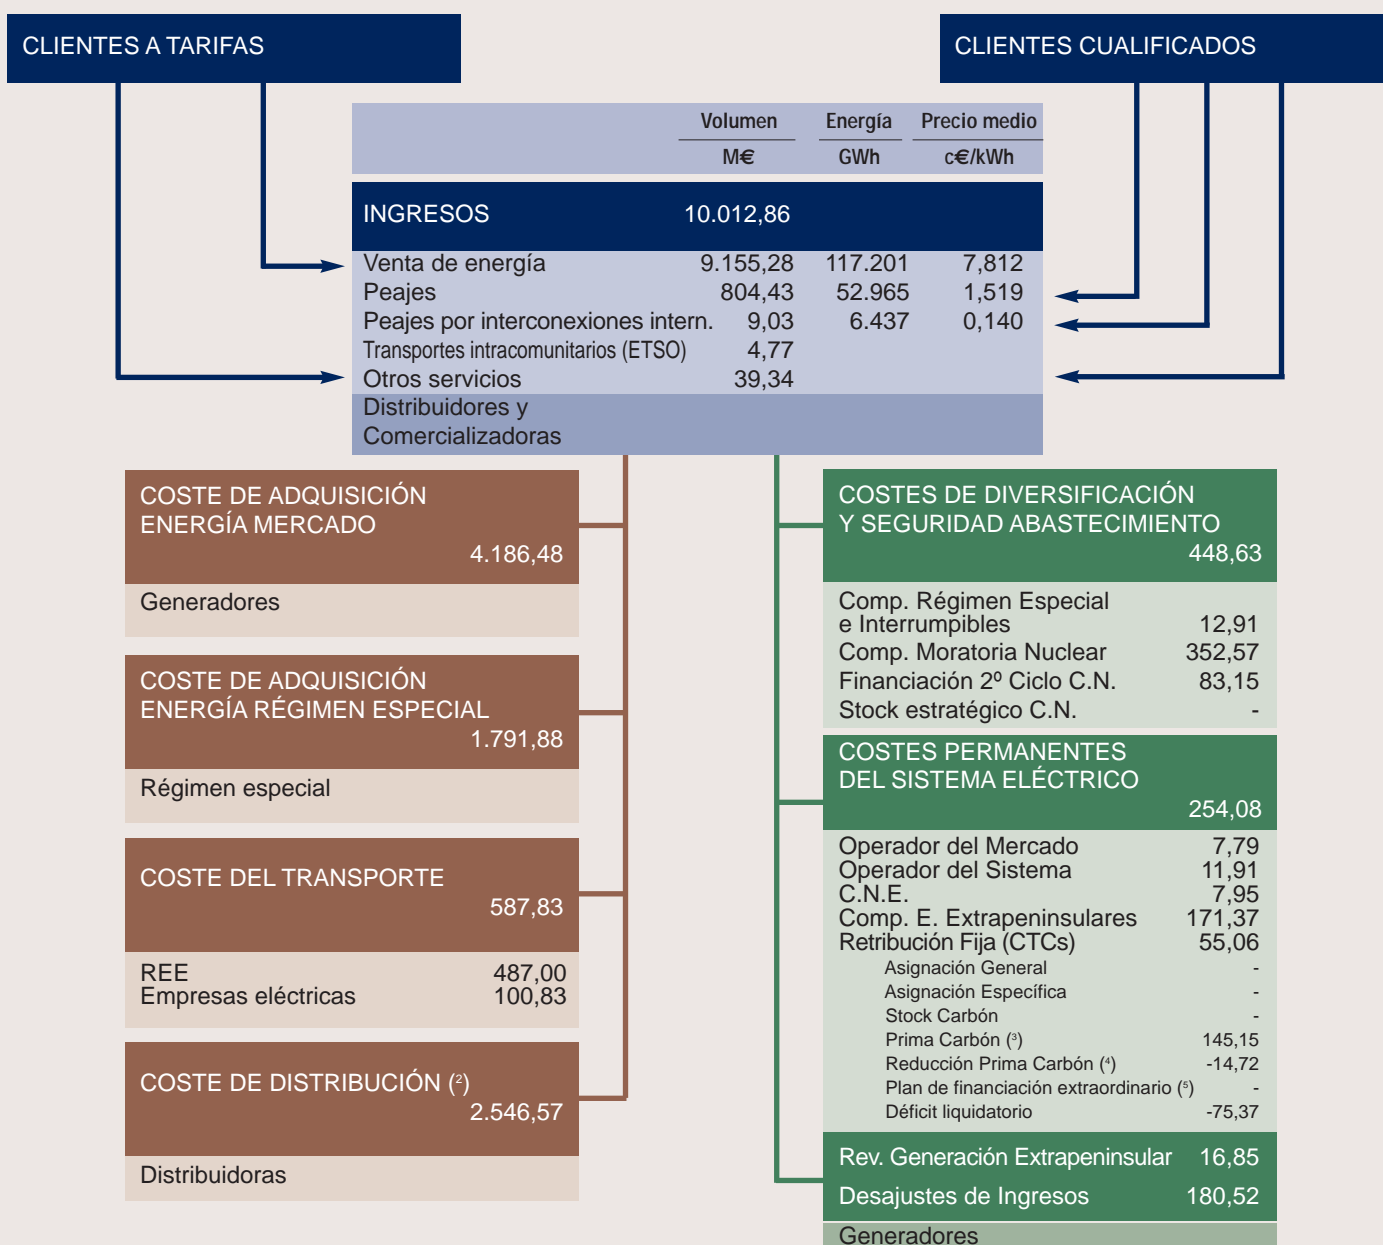 CLIENTES A TARIFAS
CLIENTES CUALIFICADOS
Volumen Energía Precio medio
M€ GWh c€/kWh
INGRESOS 10.012,86
Venta de energía 9.155,28 117.201 7,812
Peajes 804,43 52.965 1,519
Peajes por interconexiones intern. 9,03 6.437 0,140
Transportes intracomunitarios (ETSO) 4,77
Otros servicios 39,34
Distribuidores y
Comercializadoras
COSTE DE ADQUISICIÓN
ENERGÍA MERCADO
4.186,48
Generadores
COSTE DE ADQUISICIÓN
ENERGÍA RÉGIMEN ESPECIAL
1.791,88
Régimen especial
COSTE DEL TRANSPORTE
587,83
REE 487,00
Empresas eléctricas 100,83
COSTE DE DISTRIBUCIÓN (²)
2.546,57
Distribuidoras
COSTES DE DIVERSIFICACIÓN
Y SEGURIDAD ABASTECIMIENTO
448,63
Comp. Régimen Especial
e Interrumpibles 12,91
Comp. Moratoria Nuclear 352,57
Financiación 2º Ciclo C.N. 83,15
Stock estratégico C.N. -
COSTES PERMANENTES
DEL SISTEMA ELÉCTRICO
254,08
Operador del Mercado 7,79
Operador del Sistema 11,91
C.N.E. 7,95
Comp. E. Extrapeninsulares 171,37
Retribución Fija (CTCs) 55,06
Asignación General -
Asignación Específica -
Stock Carbón -
Prima Carbón (³) 145,15
Reducción Prima Carbón (⁴) -14,72
Plan de financiación extraordinario (⁵) -
Déficit liquidatorio -75,37
Rev. Generación Extrapeninsular 16,85
Desajustes de Ingresos 180,52
Generadores